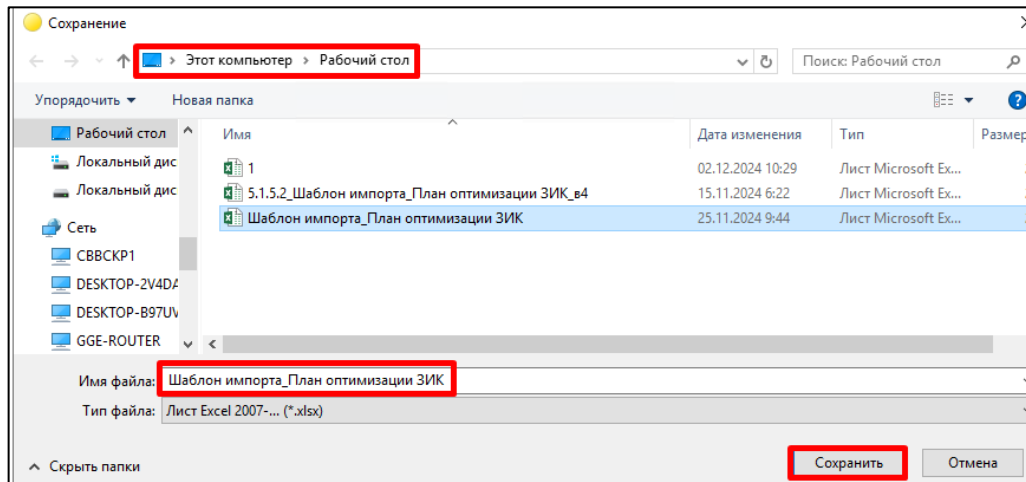 Сохранение
Этот компьютер › Рабочий стол
Поиск: Рабочий стол
Упорядочить Новая папка
Имя Дата изменения Тип Размер
Рабочий стол
Локальный дис
Локальный дис
Сеть
CBBCKP1
DESKTOP-2V4DA
DESKTOP-B97UV
GGE-ROUTER
1 02.12.2024 10:29 Лист Microsoft Ex...
5.1.5.2_Шаблон импорта_План оптимизации ЗИК_в4 15.11.2024 6:22 Лист Microsoft Ex...
Шаблон импорта_План оптимизации ЗИК 25.11.2024 9:44 Лист Microsoft Ex...
Имя файла: Шаблон импорта_План оптимизации ЗИК
Тип файла: Лист Excel 2007-... (*.xlsx)
Скрыть папки
Сохранить Отмена